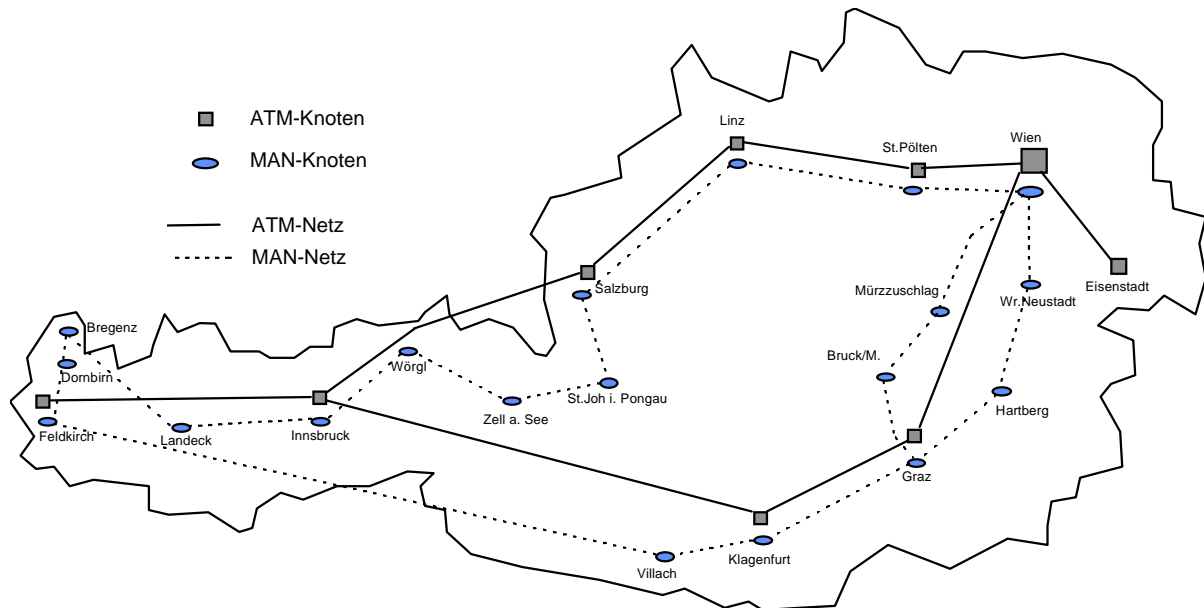 ATM-Knoten
MAN-Knoten
ATM-Netz
MAN-Netz
Linz
St.Pölten
Wien
Salzburg
Eisenstadt
Mürzzuschlag
Wr.Neustadt
Bregenz
Dornbirn
Wörgl
Bruck/M.
St.Joh i. Pongau
Zell a. See
Hartberg
Feldkirch
Landeck
Innsbruck
Graz
Klagenfurt
Villach